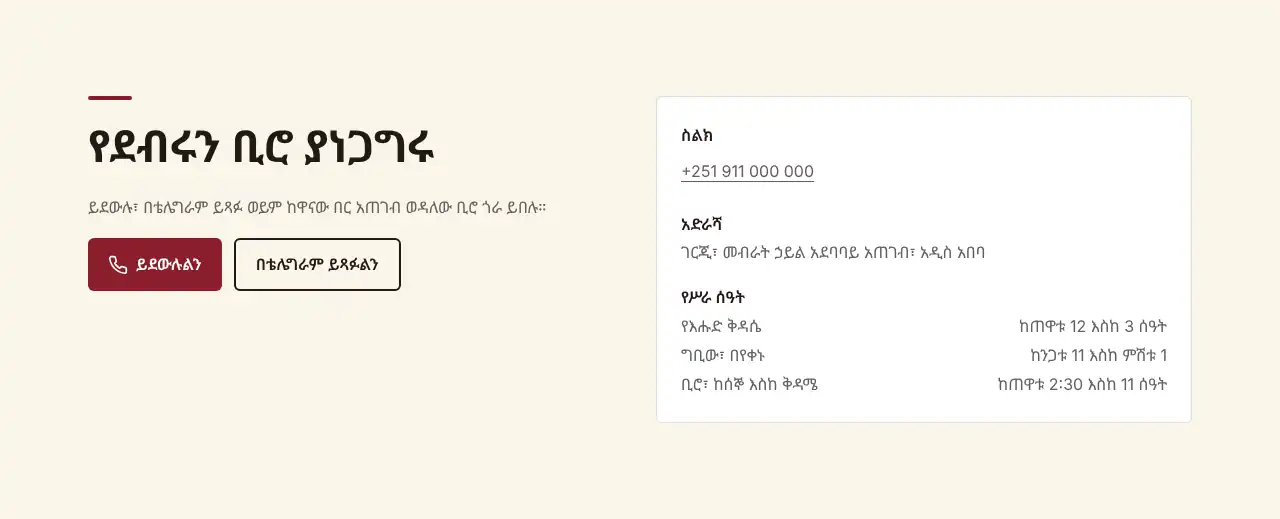 የደብሩን ቢሮ ያነጋግሩ
ይደውሉ፣ በቴሌግራም ይጻፉ ወይም ከዋናው በር አጠገብ ወዳለው ቢሮ ጎራ ይበሉ።
ይደውሉልን
በቴሌግራም ይጻፉልን
ስልክ
+251 911 000 000
አድራሻ
ገርጂ፣ መብራት ኃይል አደባባይ አጠገብ፣ አዲስ አበባ
የሥራ ሰዓት
የእሑድ ቅዳሴ ከጠዋቱ 12 እስከ 3 ሰዓት
ግቢው፣ በየቀኑ ከንጋቱ 11 እስከ ምሽቱ 1
ቢሮ፣ ከሰኞ እስከ ቅዳሜ ከጠዋቱ 2:30 እስከ 11 ሰዓት